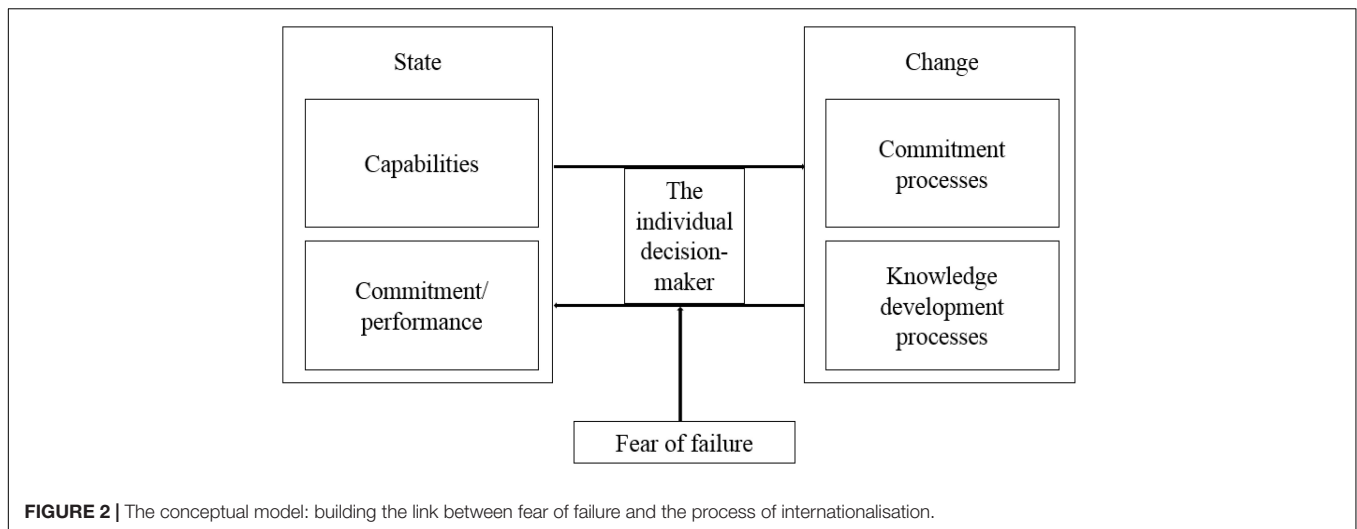 State
Capabilities
Commitment/
performance
The
individual
decision-
maker
Change
Commitment
processes
Knowledge
development
processes
Fear of failure
FIGURE 2 | The conceptual model: building the link between fear of failure and the process of internationalisation.